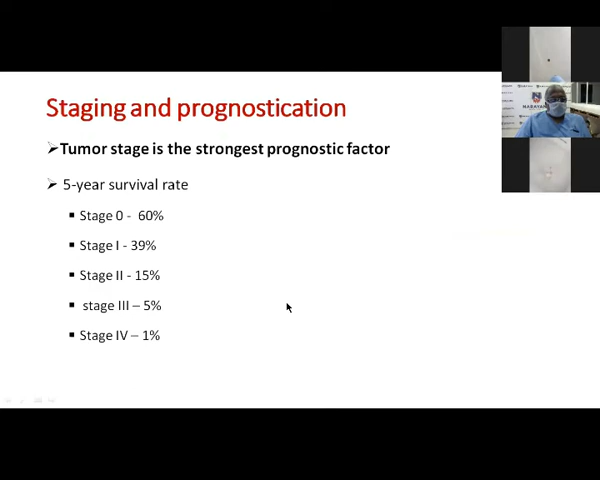 Staging and prognostication
Tumor stage is the strongest prognostic factor
5-year survival rate
Stage 0 - 60%
Stage I - 39%
Stage II - 15%
stage III – 5%
Stage IV – 1%